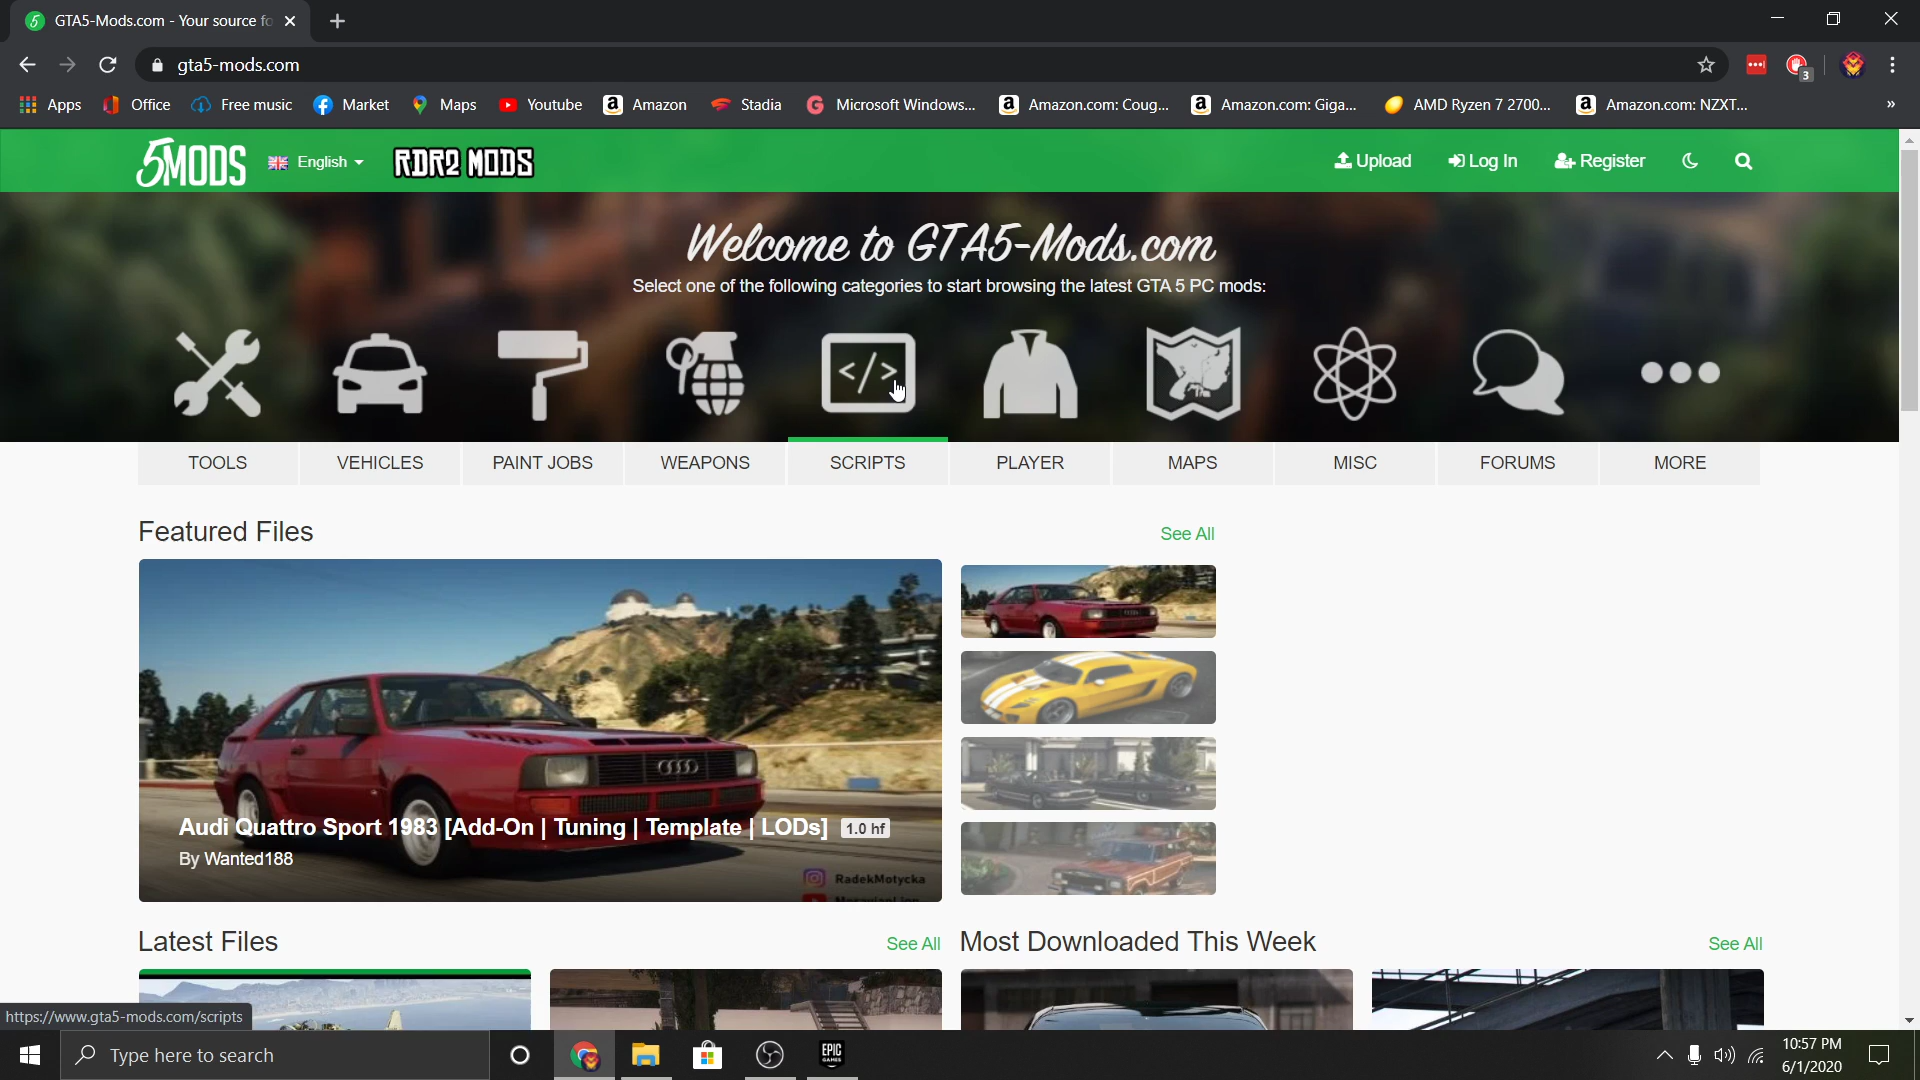 GTA5-Mods.com - Your source fo
gta5-mods.com
3
Apps
Office
Free music
Market
Maps
Youtube
Amazon
Stadia
Microsoft Windows...
Amazon.com: Coug...
Amazon.com: Giga...
AMD Ryzen 7 2700...
Amazon.com: NZXT...
»
5MODS
English
RDR2 MODS
Upload
Log In
Register
Welcome to GTA5-Mods.com
Select one of the following categories to start browsing the latest GTA 5 PC mods:
</>
TOOLS
VEHICLES
PAINT JOBS
WEAPONS
SCRIPTS
PLAYER
MAPS
MISC
FORUMS
MORE
Featured Files
See All
Audi Quattro Sport 1983 [Add-On | Tuning | Template | LODs] 1.0 hf
By Wanted188
RadekMotycka
Latest Files
See All
Most Downloaded This Week
See All
https://www.gta5-mods.com/scripts
Type here to search
EPIC
GAMES
10:57 PM
6/1/2020